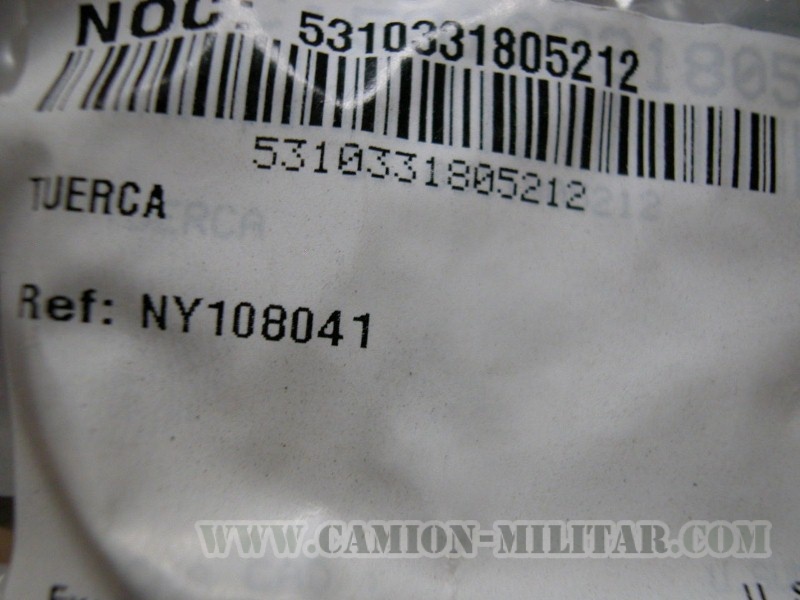 NOC: 5310331805212
5310331805212
TUERCA
Ref: NY108041
WWW.CAMION-MILITAR.COM